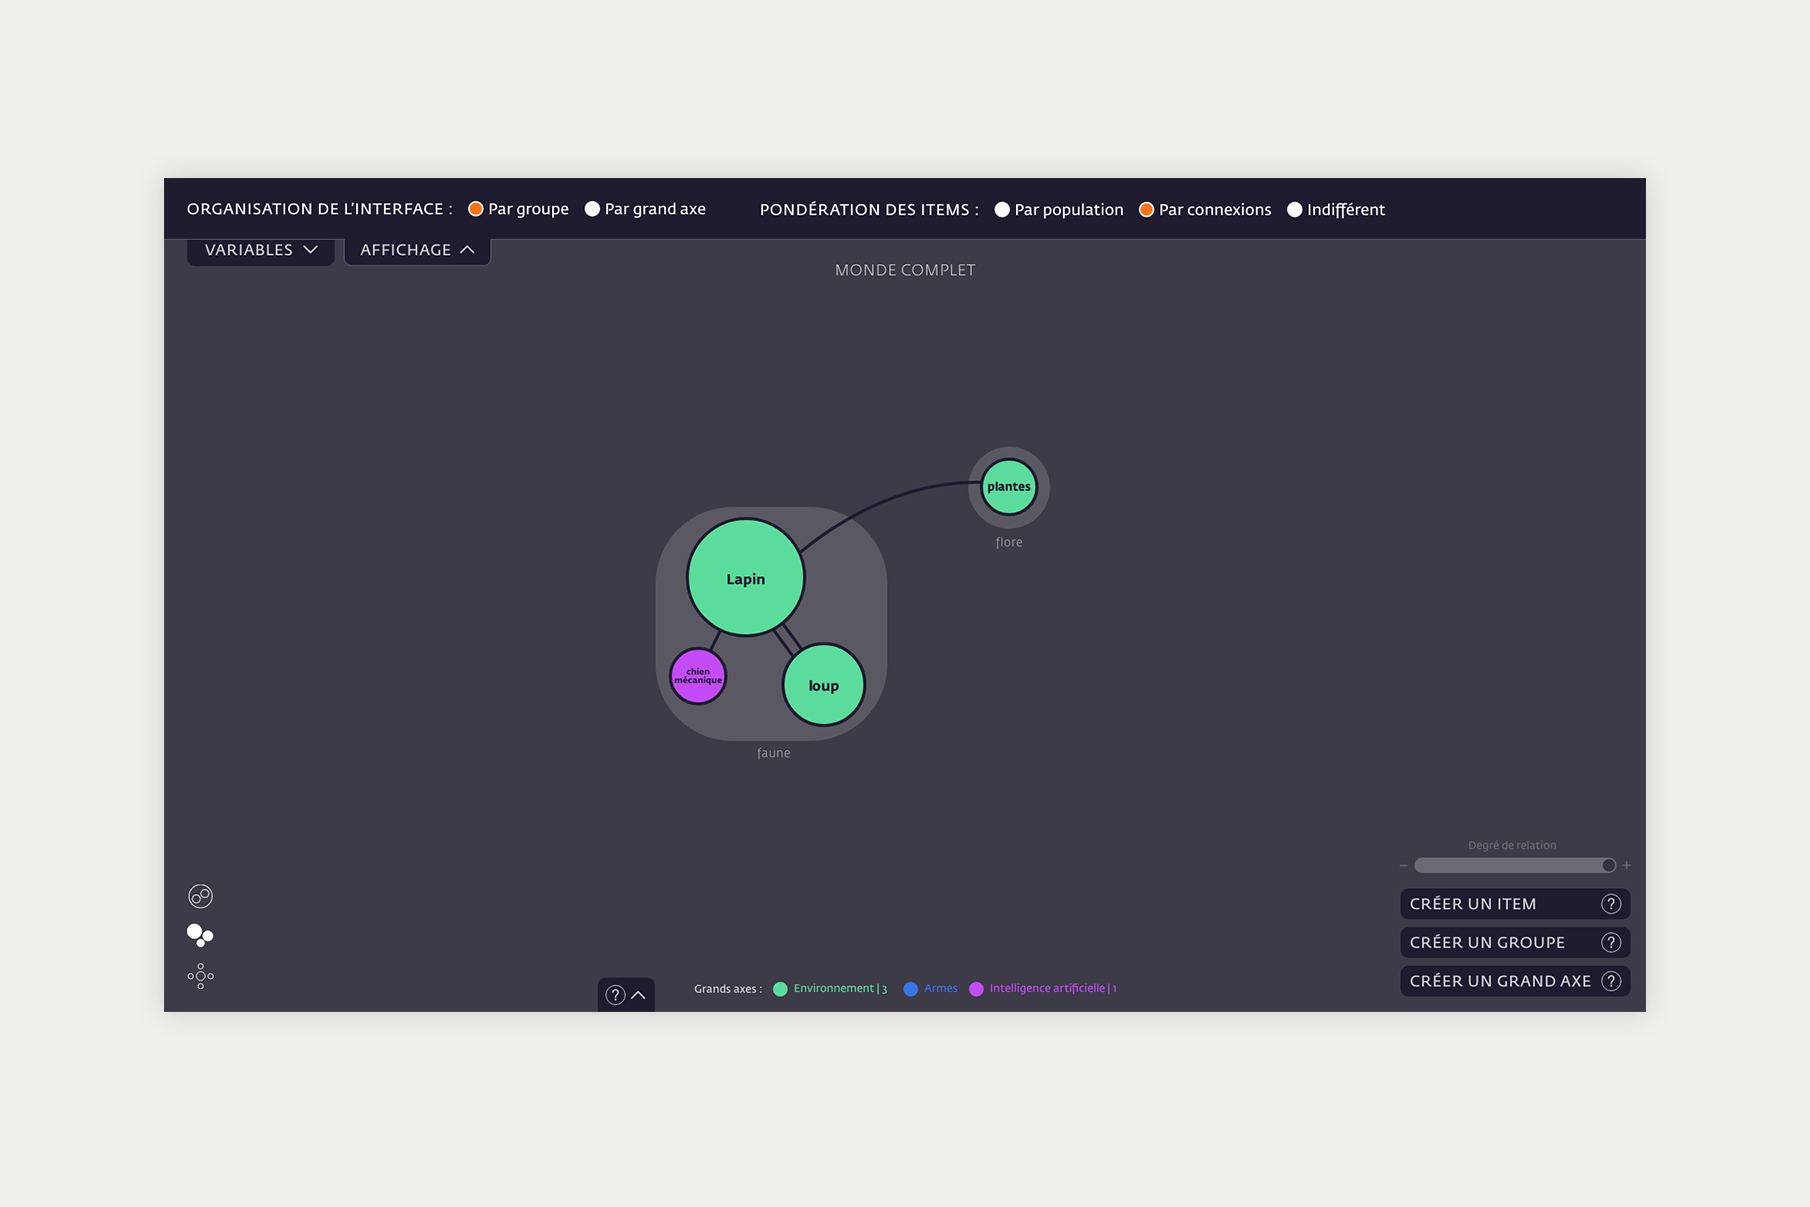 ORGANISATION DE L'INTERFACE : Par groupe Par grand axe PONDÉRATION DES ITEMS : Par population Par connexions Indifférent
VARIABLES AFFICHAGE
MONDE COMPLET
plantes
flore
Lapin
chien
mécanique
loup
faune
Degré de relation
− +
CRÉER UN ITEM ?
CRÉER UN GROUPE ?
CRÉER UN GRAND AXE ?
? Grands axes : Environnement | 3 Armes Intelligence artificielle | 1